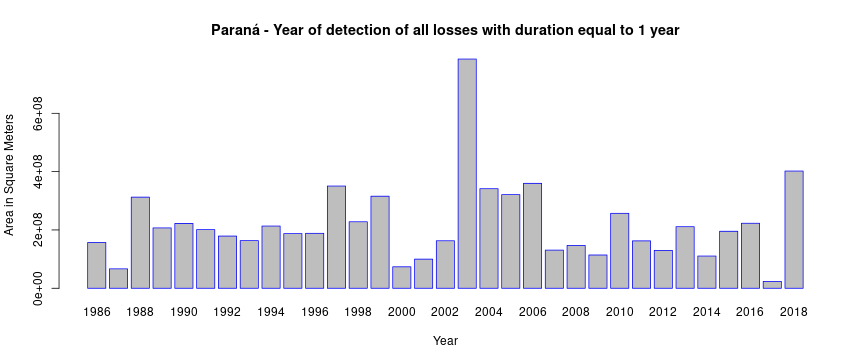 Paraná - Year of detection of all losses with duration equal to 1 year
Area in Square Meters
6e+08
4e+08
2e+08
0e+00
1986 1988 1990 1992 1994 1996 1998 2000 2002 2004 2006 2008 2010 2012 2014 2016 2018
Year